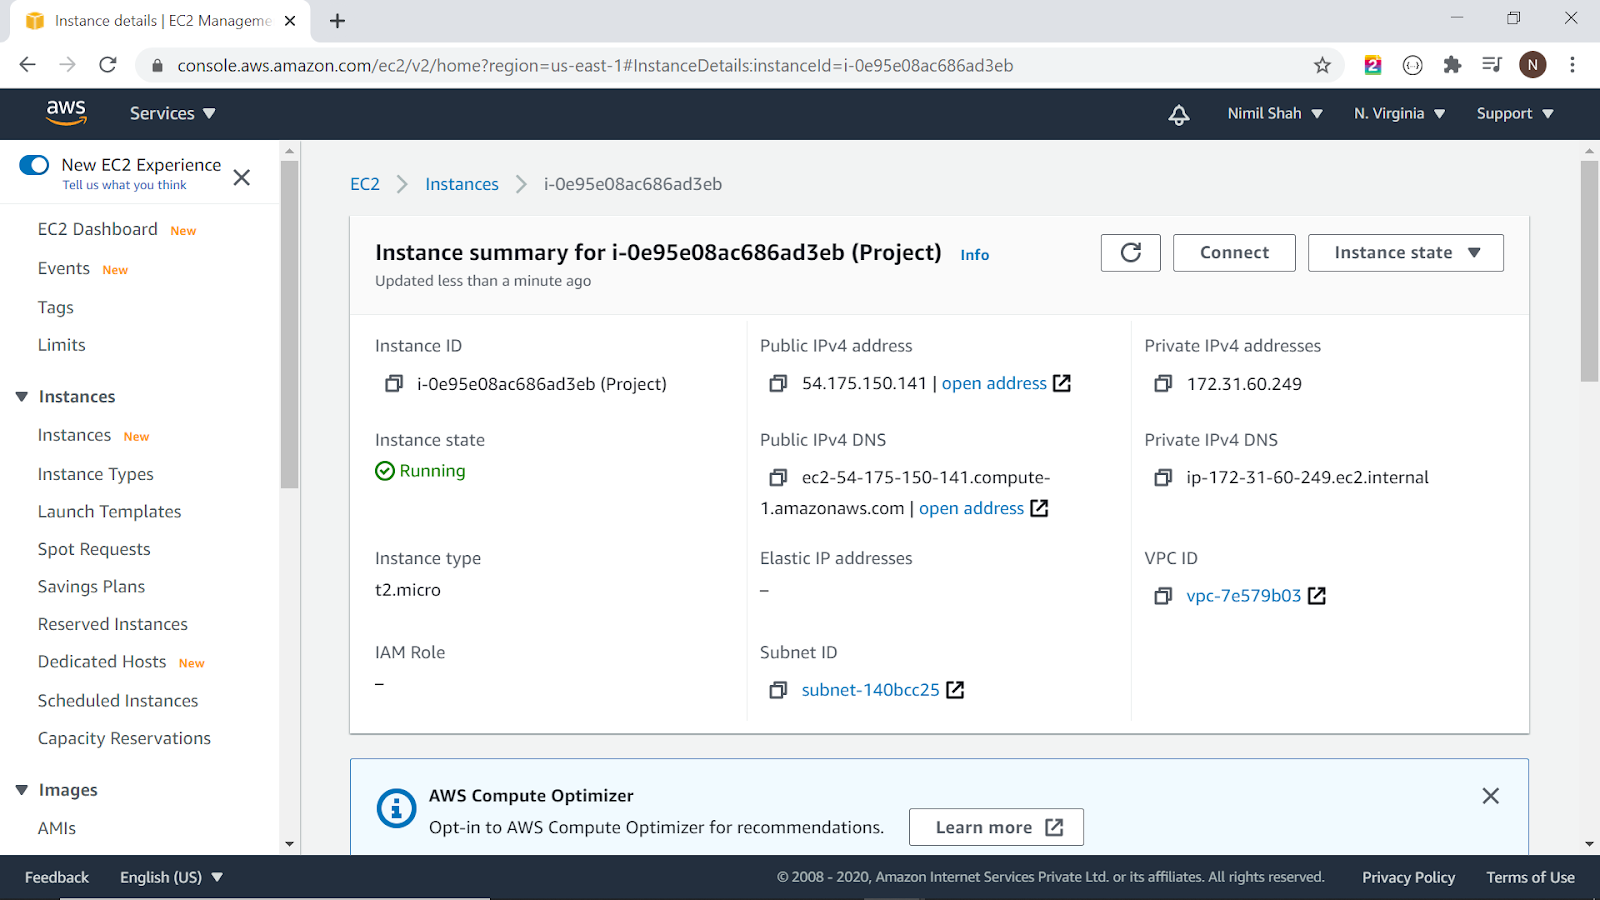 Instance details | EC2 Manageme
console.aws.amazon.com/ec2/v2/home?region=us-east-1#InstanceDetails:instanceId=i-0e95e08ac686ad3eb
2
N
aws
Services
Nimil Shah
N. Virginia
Support
New EC2 Experience
Tell us what you think
EC2 Dashboard New
Events New
Tags
Limits
Instances
Instances New
Instance Types
Launch Templates
Spot Requests
Savings Plans
Reserved Instances
Dedicated Hosts New
Scheduled Instances
Capacity Reservations
Images
AMIs
EC2 > Instances > i-0e95e08ac686ad3eb
Instance summary for i-0e95e08ac686ad3eb (Project) Info
Updated less than a minute ago
Connect
Instance state
Instance ID
i-0e95e08ac686ad3eb (Project)
Public IPv4 address
54.175.150.141 | open address
Private IPv4 addresses
172.31.60.249
Instance state
Running
Public IPv4 DNS
ec2-54-175-150-141.compute-
1.amazonaws.com | open address
Private IPv4 DNS
ip-172-31-60-249.ec2.internal
Instance type
t2.micro
Elastic IP addresses
–
VPC ID
vpc-7e579b03
IAM Role
–
Subnet ID
subnet-140bcc25
AWS Compute Optimizer
Opt-in to AWS Compute Optimizer for recommendations.
Learn more
Feedback
English (US)
© 2008 - 2020, Amazon Internet Services Private Ltd. or its affiliates. All rights reserved.
Privacy Policy
Terms of Use